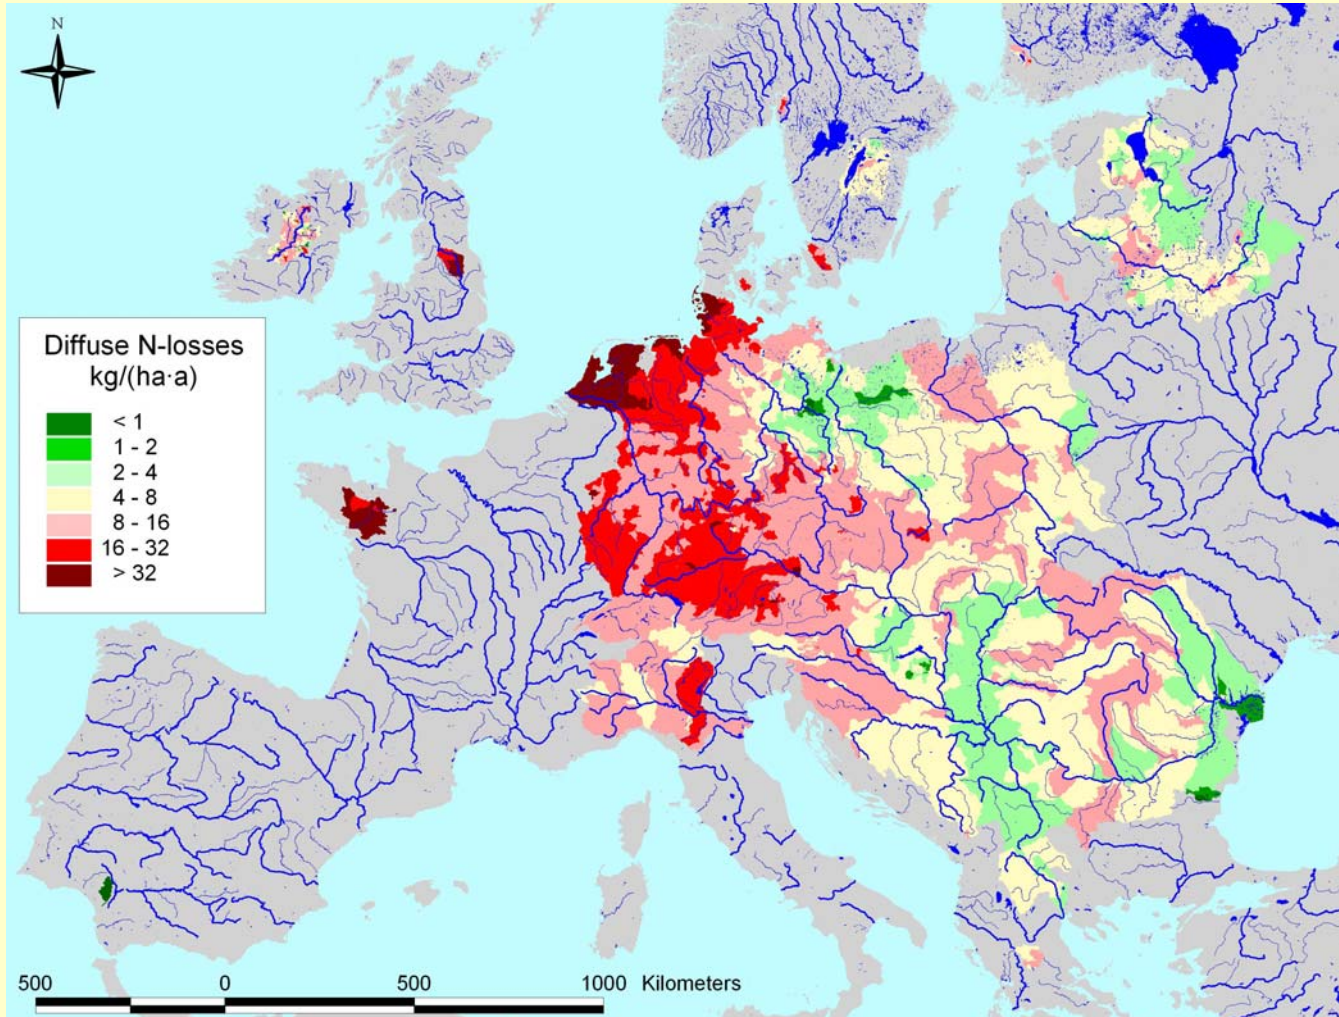 N
Diffuse N-losses
kg/(ha·a)
< 1
1 - 2
2 - 4
4 - 8
8 - 16
16 - 32
> 32
500 0 500 1000 Kilometers